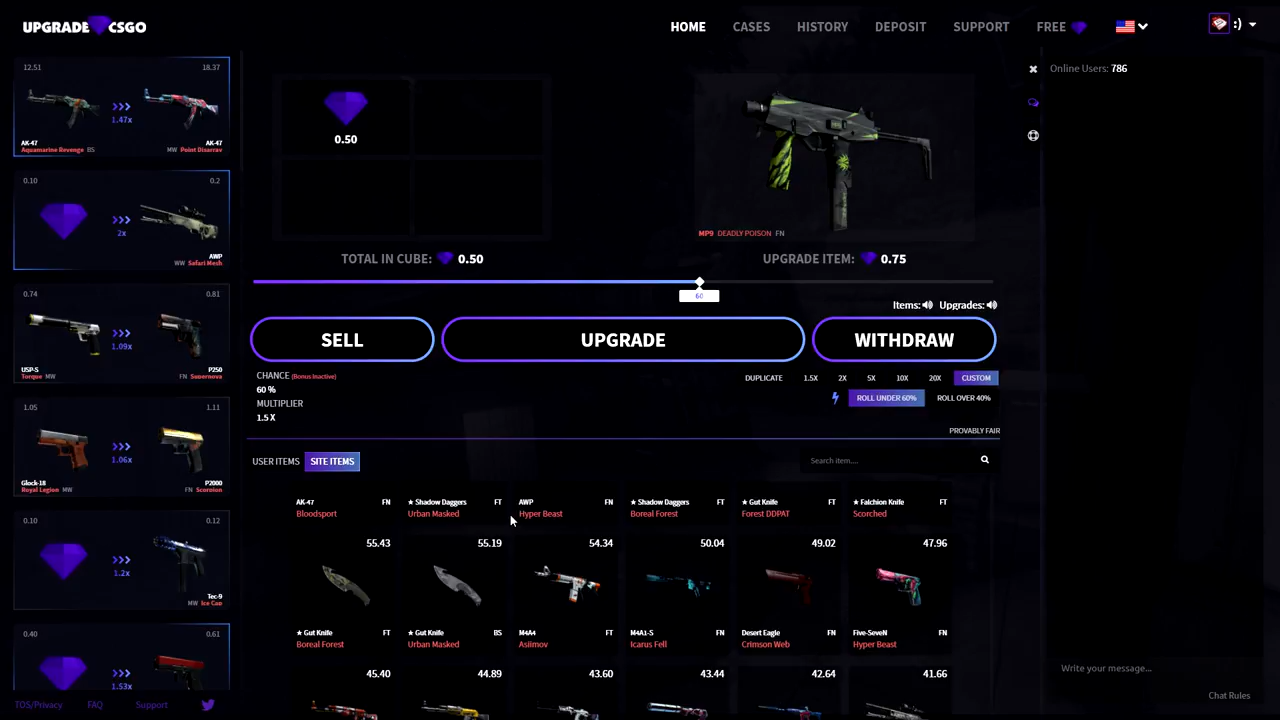 UPGRADE CSGO
HOME CASES HISTORY DEPOSIT SUPPORT FREE :)
12.51 18.37
1.47x
AK-47 AK-47
Aquamarine Revenge BS MW Point Disarray
0.10 0.2
2x
AWP
WW Safari Mesh
0.74 0.81
1.09x
USP-S P250
Torque MW FN Supernova
1.05 1.11
1.06x
Glock-18 P2000
Royal Legion MW FN Scorpion
0.10 0.12
1.2x
Tec-9
MW Ice Cap
0.40 0.61
1.53x
TOS/Privacy FAQ Support
0.50
MP9 DEADLY POISON FN
TOTAL IN CUBE: 0.50 UPGRADE ITEM: 0.75
60
Items: Upgrades:
SELL UPGRADE WITHDRAW
CHANCE (Bonus Inactive)
60 %
MULTIPLIER
1.5 X
DUPLICATE 1.5X 2X 5X 10X 20X CUSTOM
ROLL UNDER 60% ROLL OVER 40%
PROVABLY FAIR
USER ITEMS SITE ITEMS Search item....
AK-47 FN ★ Shadow Daggers FT AWP FN ★ Shadow Daggers FT ★ Gut Knife FT ★ Falchion Knife FT
Bloodsport Urban Masked Hyper Beast Boreal Forest Forest DDPAT Scorched
55.43 55.19 54.34 50.04 49.02 47.96
★ Gut Knife FT ★ Gut Knife BS M4A4 FT M4A1-S FN Desert Eagle FN Five-SeveN FN
Boreal Forest Urban Masked Asiimov Icarus Fell Crimson Web Hyper Beast
45.40 44.89 43.60 43.44 42.64 41.66
Online Users: 786
Write your message...
Chat Rules